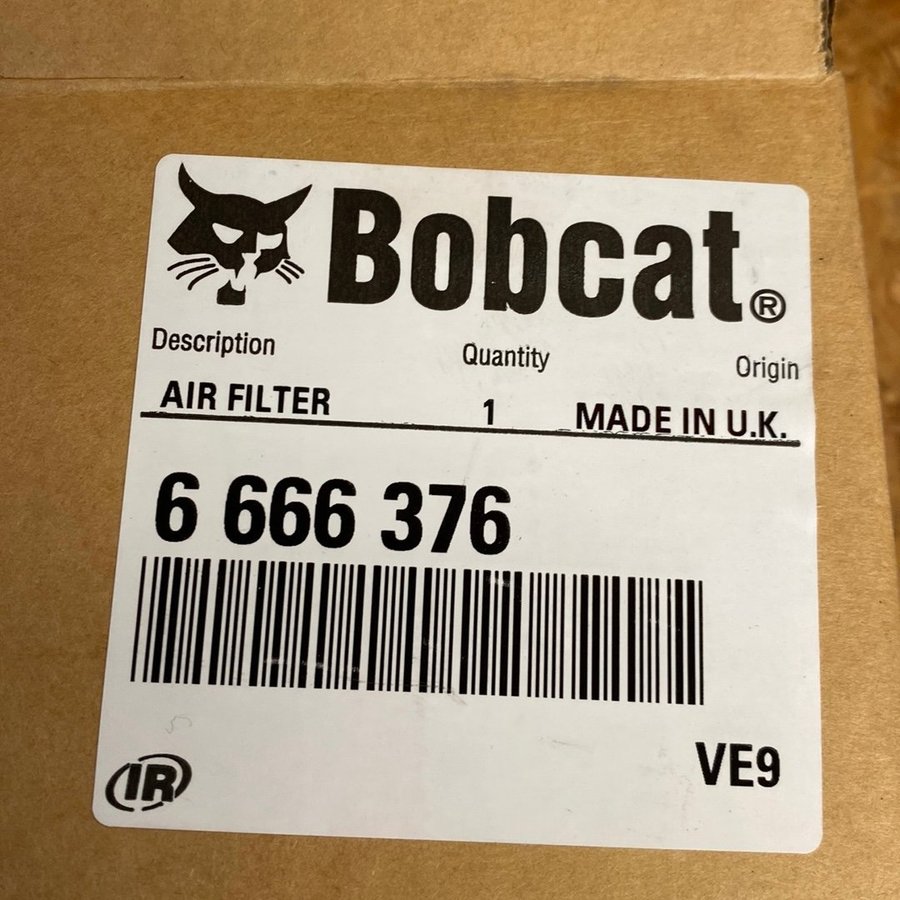 Bobcat®
Description Quantity Origin
AIR FILTER 1 MADE IN U.K.
6 666 376
VE9
IR